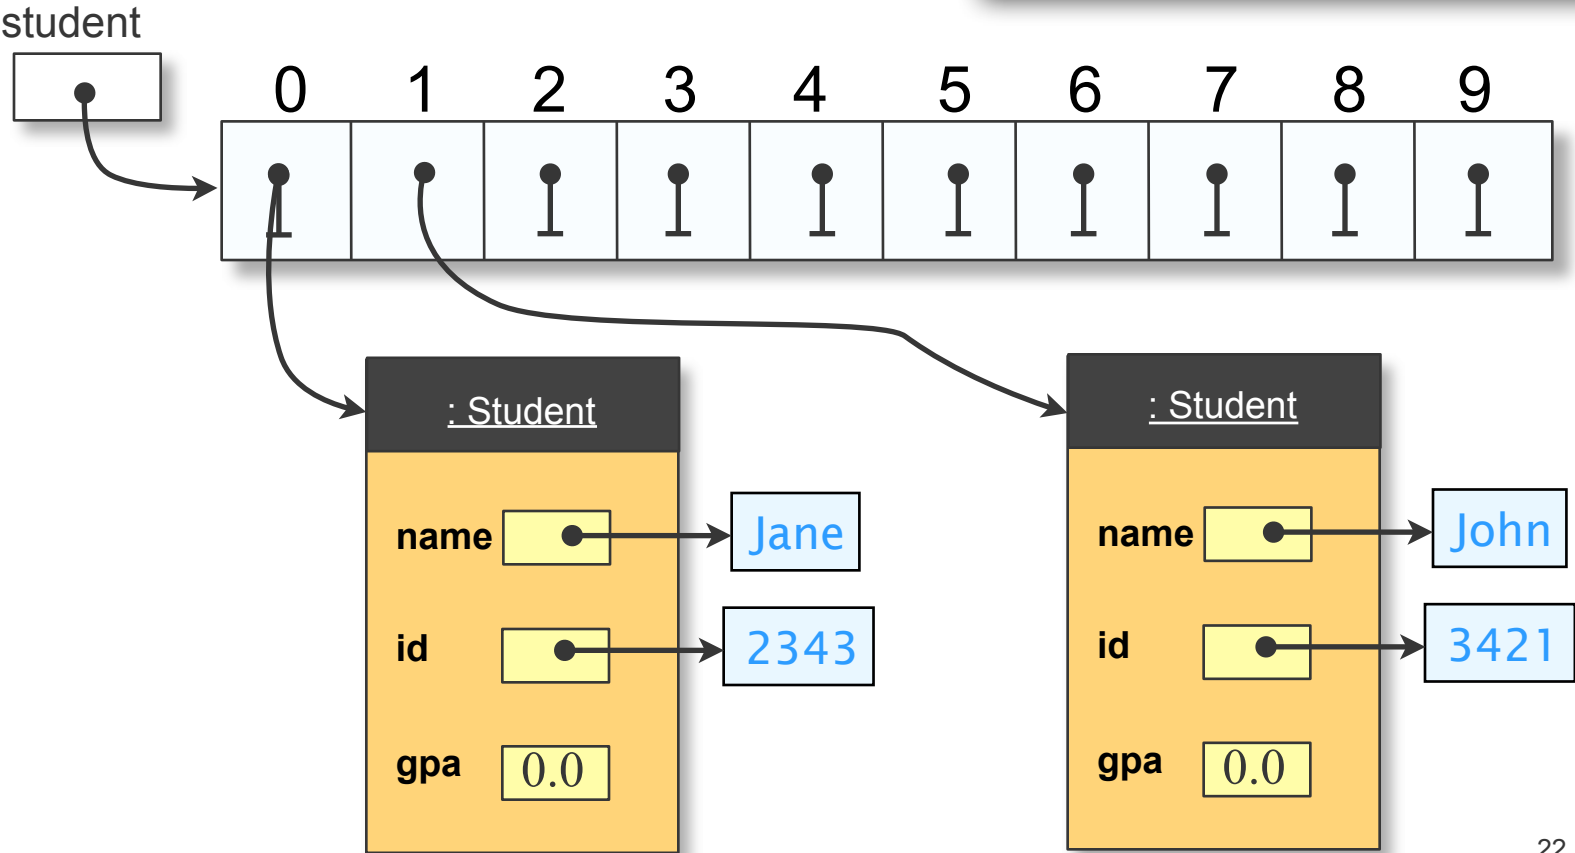 student
0 1 2 3 4 5 6 7 8 9
: Student
name Jane
id 2343
gpa 0.0
: Student
name John
id 3421
gpa 0.0
22